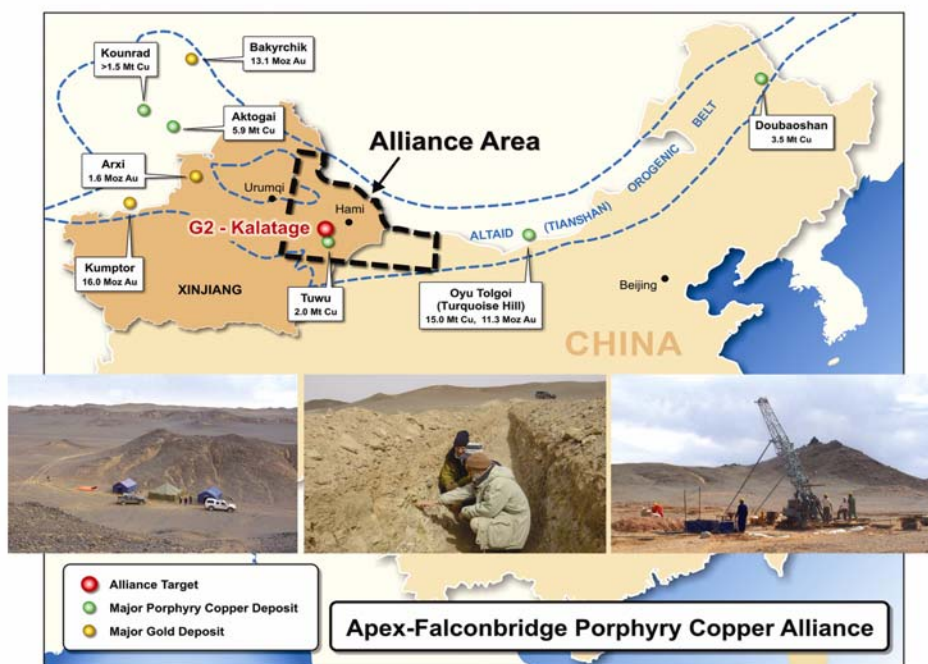 Kounrad
>1.5 Mt Cu
Bakyrchik
13.1 Moz Au
Aktogai
5.9 Mt Cu
Doubaoshan
3.5 Mt Cu
Alliance Area
Arxi
1.6 Moz Au
Urumqi
Hami
G2 - Kalatage
ALTAID (TIANSHAN) OROGENIC BELT
Kumptor
16.0 Moz Au
XINJIANG
Tuwu
2.0 Mt Cu
Oyu Tolgoi
(Turquoise Hill)
15.0 Mt Cu, 11.3 Moz Au
Beijing
CHINA
Alliance Target
Major Porphyry Copper Deposit
Major Gold Deposit
Apex-Falconbridge Porphyry Copper Alliance